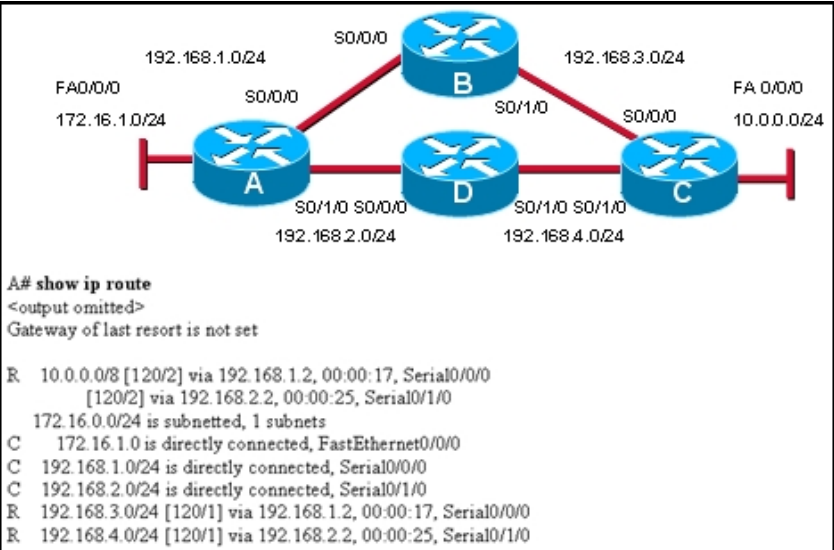 S0/0/0
192.168.1.0/24
192.168.3.0/24
B
FA0/0/0
FA 0/0/0
S0/0/0
S0/1/0
S0/0/0
172.16.1.0/24
10.0.0.0/24
A
D
C
S0/1/0 S0/0/0
S0/1/0 S0/1/0
192.168.2.0/24
192.168.4.0/24
A# show ip route
<output omitted>
Gateway of last resort is not set
R 10.0.0.0/8 [120/2] via 192.168.1.2, 00:00:17, Serial0/0/0
[120/2] via 192.168.2.2, 00:00:25, Serial0/1/0
172.16.0.0/24 is subnetted, 1 subnets
C 172.16.1.0 is directly connected, FastEthernet0/0/0
C 192.168.1.0/24 is directly connected, Serial0/0/0
C 192.168.2.0/24 is directly connected, Serial0/1/0
R 192.168.3.0/24 [120/1] via 192.168.1.2, 00:00:17, Serial0/0/0
R 192.168.4.0/24 [120/1] via 192.168.2.2, 00:00:25, Serial0/1/0